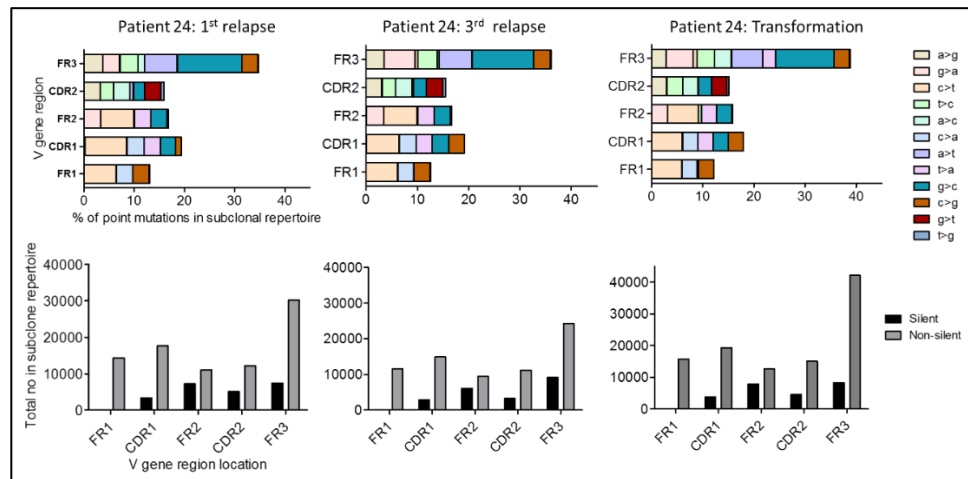 Patient 24: 1st relapse
Patient 24: 3rd relapse
Patient 24: Transformation
V gene region
FR3
CDR2
FR2
CDR1
FR1
0 10 20 30 40
% of point mutations in subclonal repertoire
FR3
CDR2
FR2
CDR1
FR1
0 10 20 30 40
FR3
CDR2
FR2
CDR1
FR1
0 10 20 30 40
a>g
g>a
c>t
t>c
a>c
c>a
a>t
t>a
g>c
c>g
g>t
t>g
Total no in subclone repertoire
40000
30000
20000
10000
0
FR1 CDR1 FR2 CDR2 FR3
V gene region location
40000
30000
20000
10000
0
FR1 CDR1 FR2 CDR2 FR3
40000
30000
20000
10000
0
FR1 CDR1 FR2 CDR2 FR3
Silent
Non-silent